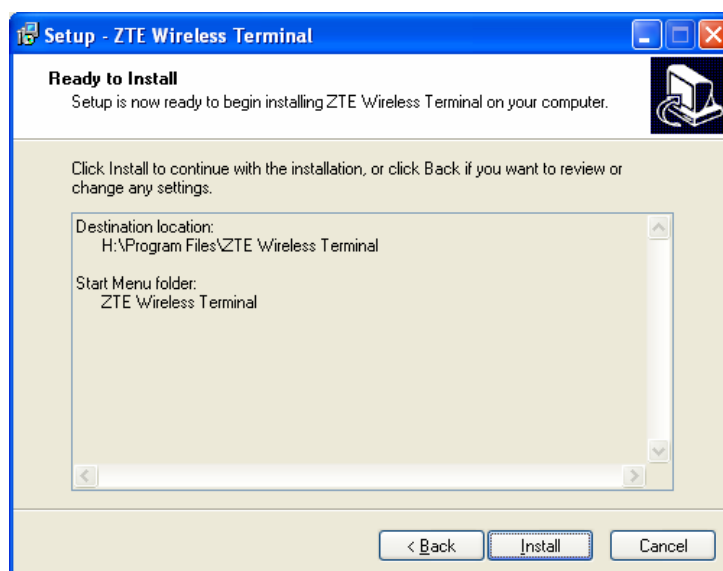 Setup - ZTE Wireless Terminal
Ready to Install
Setup is now ready to begin installing ZTE Wireless Terminal on your computer.
Click Install to continue with the installation, or click Back if you want to review or
change any settings.
Destination location:
H:\Program Files\ZTE Wireless Terminal
Start Menu folder:
ZTE Wireless Terminal
< Back Install Cancel